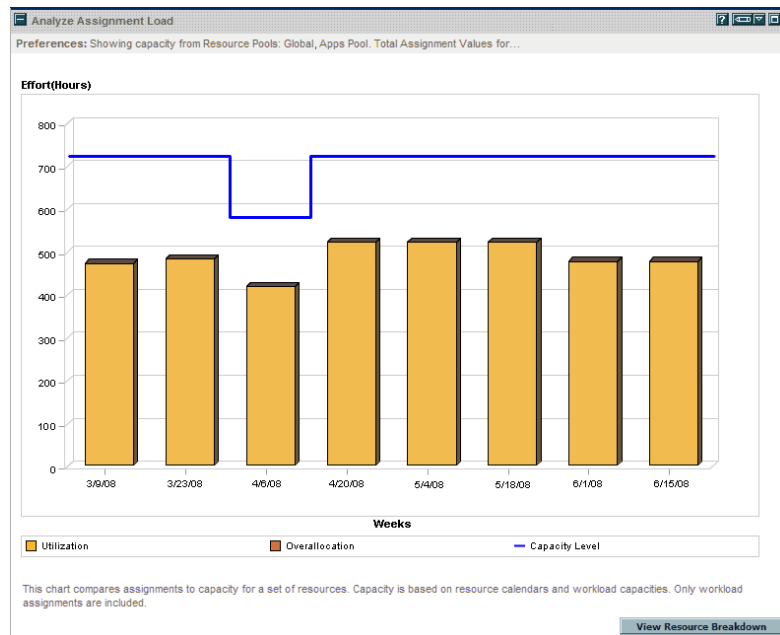 Analyze Assignment Load
?
Preferences: Showing capacity from Resource Pools: Global, Apps Pool. Total Assignment Values for...
Effort(Hours)
800
700
600
500
400
300
200
100
0
3/9/08 3/23/08 4/6/08 4/20/08 5/4/08 5/18/08 6/1/08 6/15/08
Weeks
Utilization Overallocation Capacity Level
This chart compares assignments to capacity for a set of resources. Capacity is based on resource calendars and workload capacities. Only workload
assignments are included.
View Resource Breakdown